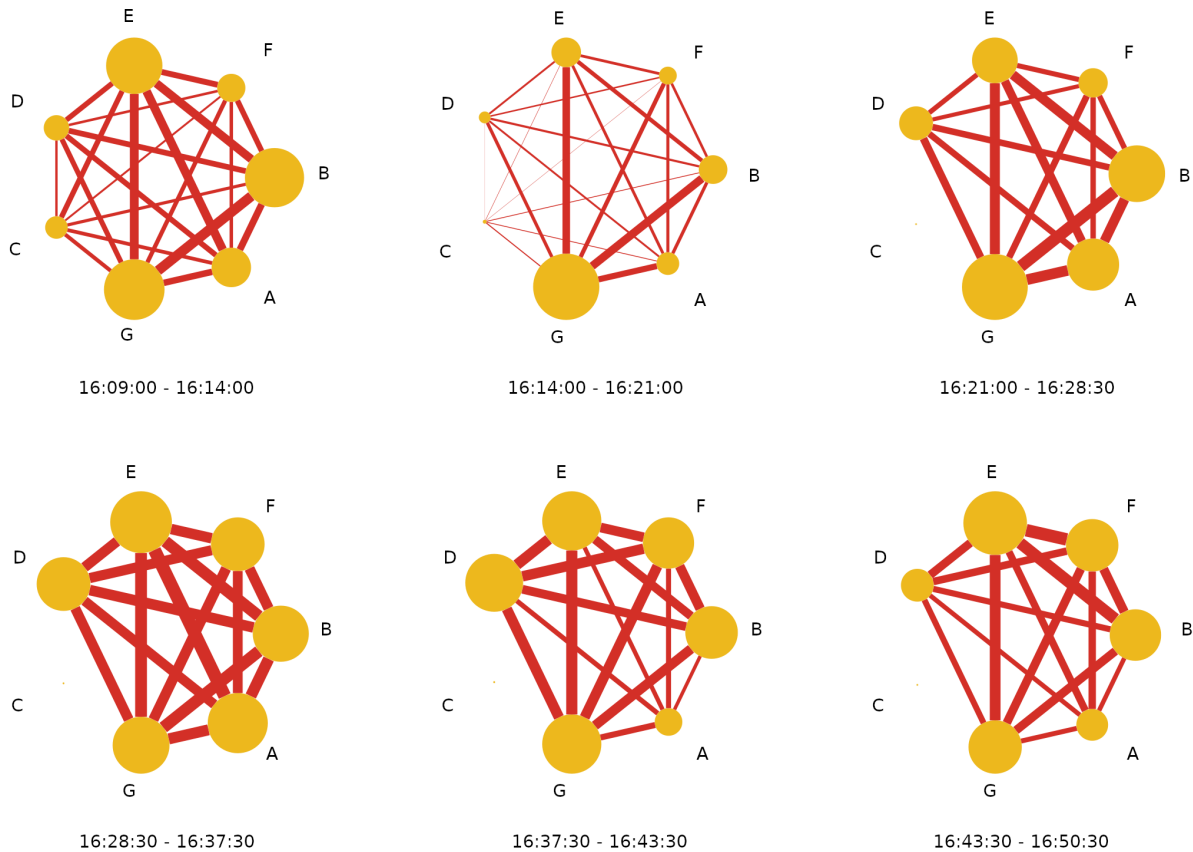 E
F
D
B
C
A
G
16:09:00 - 16:14:00
E
F
D
B
C
A
G
16:14:00 - 16:21:00
E
F
D
B
C
A
G
16:21:00 - 16:28:30
E
F
D
B
C
A
G
16:28:30 - 16:37:30
E
F
D
B
C
A
G
16:37:30 - 16:43:30
E
F
D
B
C
A
G
16:43:30 - 16:50:30